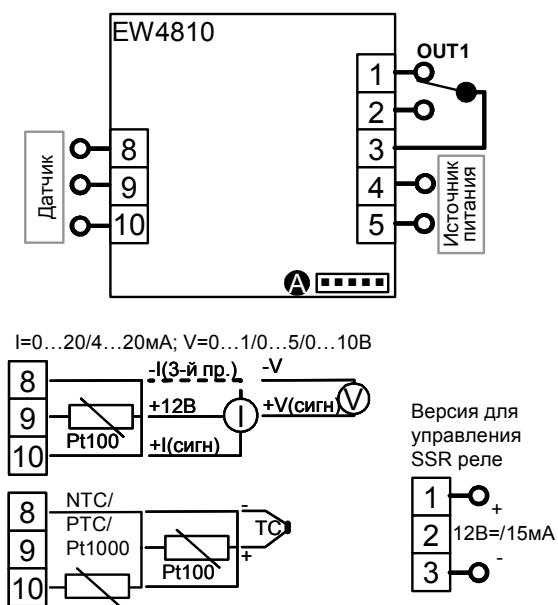 EW4810
OUT1
1
2
3
4
5
8
9
10
Датчик
Источник
питания
A
I=0...20/4...20мА; V=0...1/0...5/0...10В
8
9
10
Pt100
-I(3-й пр.)
+12В
+I(сигн)
I
-V
+V(сигн)
V
8
9
10
NTC/
PTC/
Pt1000
Pt100
-
TC
+
Версия для
управления
SSR реле
1
2
3
+
12В=/15мА
-